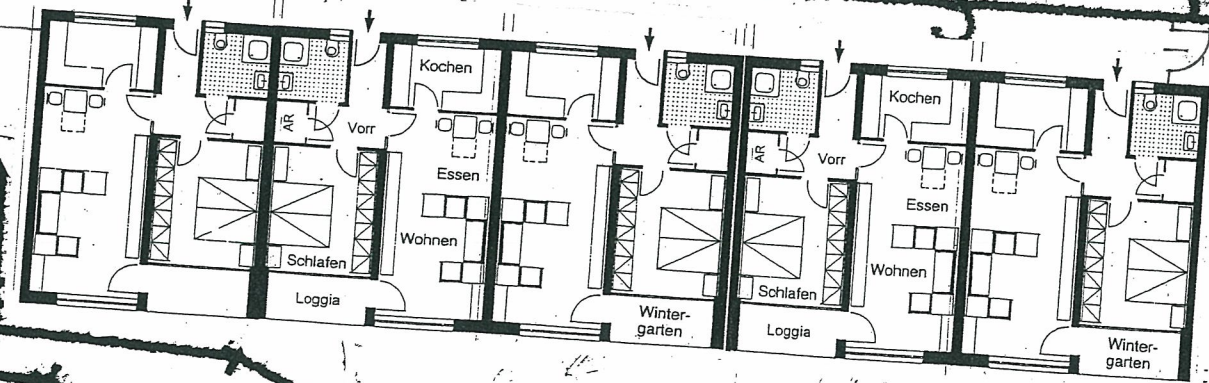 Kochen
AR
Vorr
Essen
Wohnen
Schlafen
Loggia
Winter-
garten
Kochen
AR
Vorr
Essen
Wohnen
Schlafen
Loggia
Winter-
garten